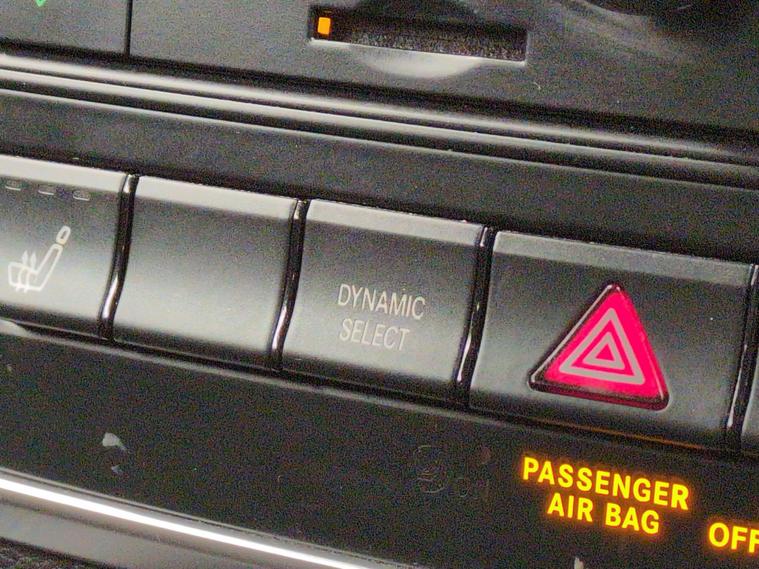 DYNAMIC
SELECT
PASSENGER
AIR BAG
OFF